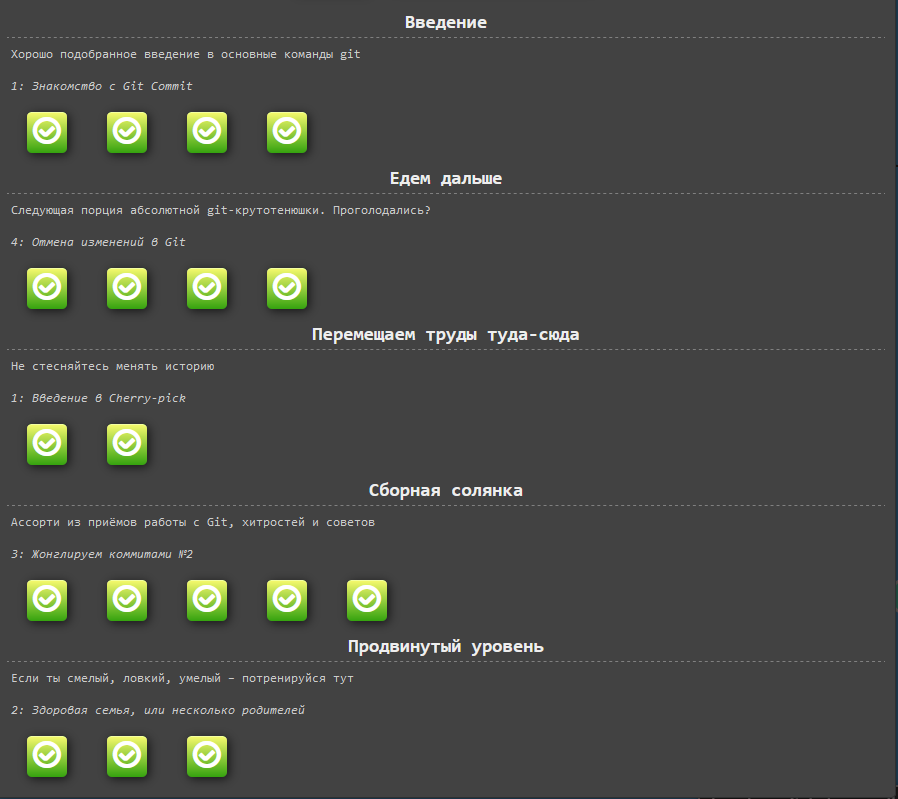 Введение
Хорошо подобранное введение в основные команды git
1: Знакомство с Git Commit
Едем дальше
Следующая порция абсолютной git-крутотенюшки. Проголодались?
4: Отмена изменений в Git
Перемещаем труды туда-сюда
Не стесняйтесь менять историю
1: Введение в Cherry-pick
Сборная солянка
Ассорти из приёмов работы с Git, хитростей и советов
3: Жонглируем коммитами №2
Продвинутый уровень
Если ты смелый, ловкий, умелый – потренируйся тут
2: Здоровая семья, или несколько родителей